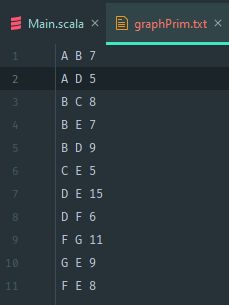 Main.scala × graphPrim.txt ×
1 A B 7
2 A D 5
3 B C 8
4 B E 7
5 B D 9
6 C E 5
7 D E 15
8 D F 6
9 F G 11
10 G E 9
11 F E 8